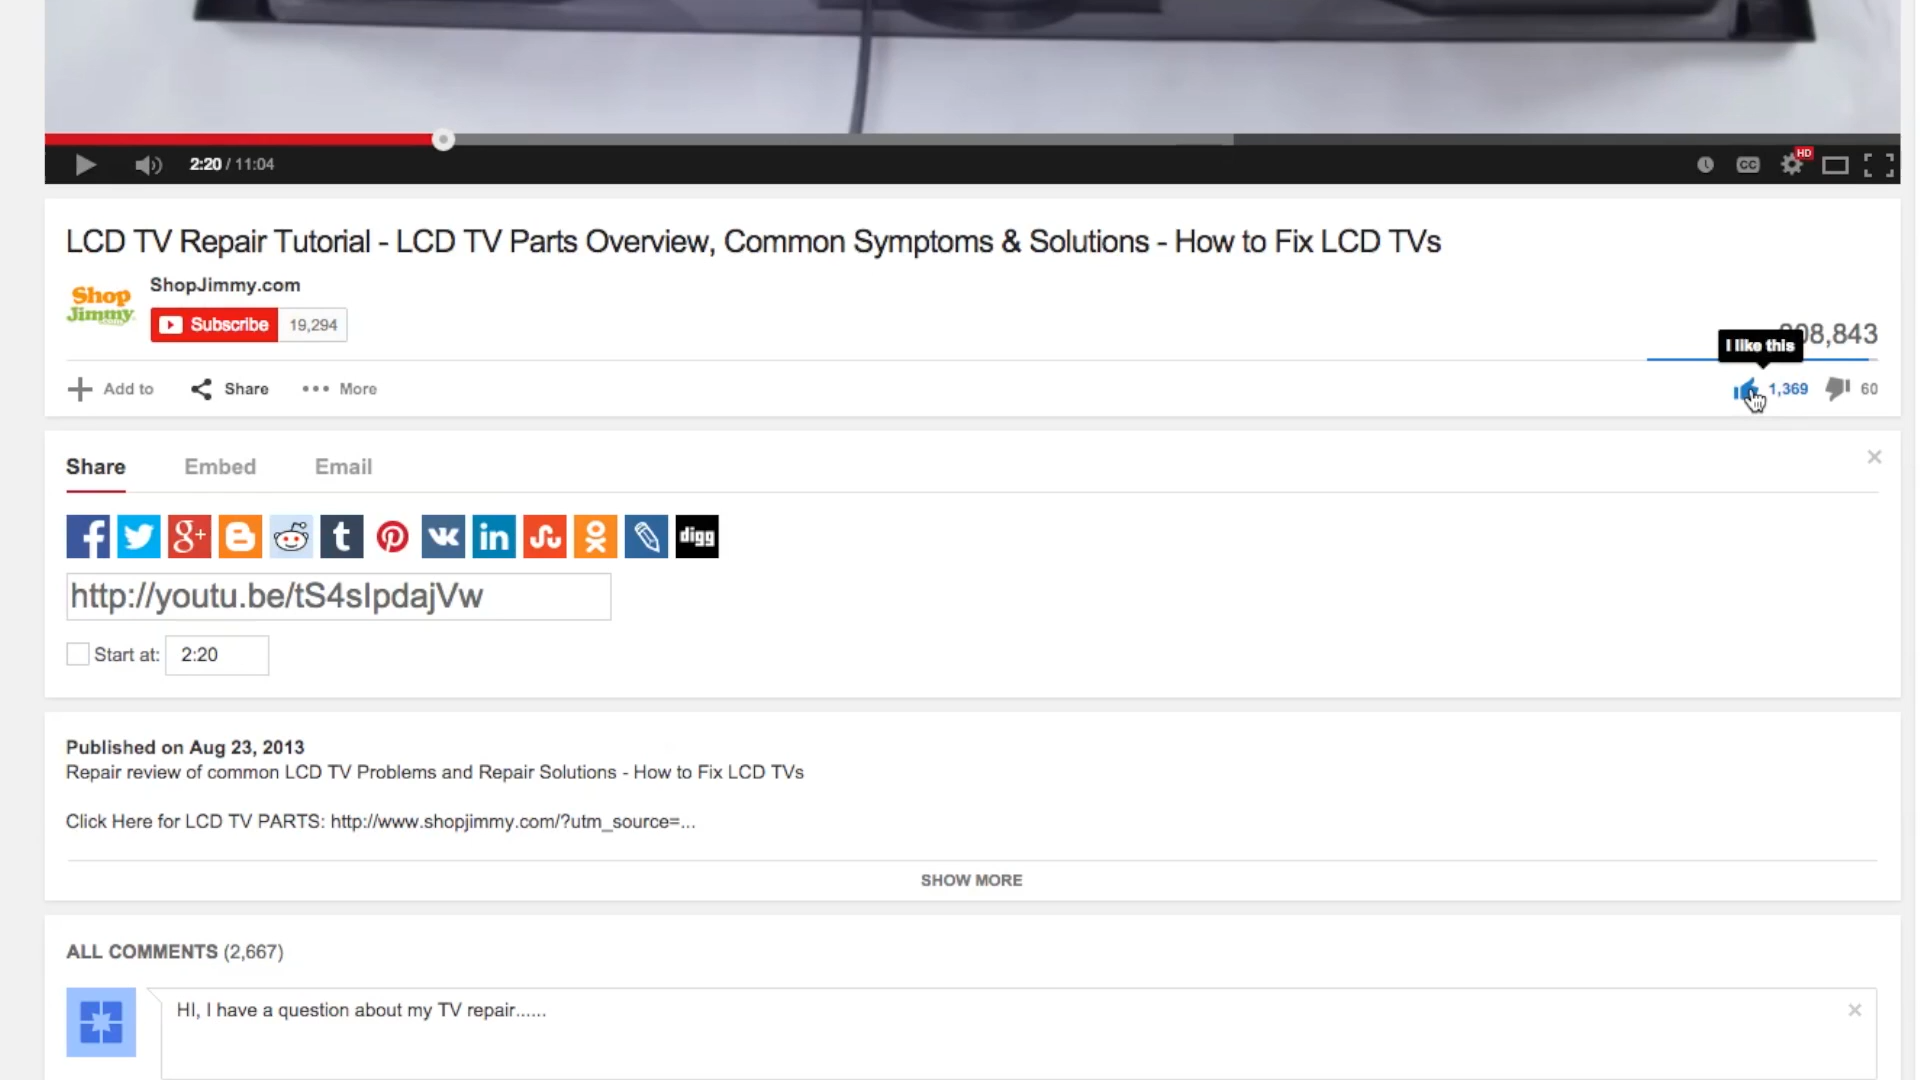 2:20 / 11:04
CC
HD
LCD TV Repair Tutorial - LCD TV Parts Overview, Common Symptoms & Solutions - How to Fix LCD TVs
Shop
Jimmy
ShopJimmy.com
Subscribe 19,294
08,843
I like this
Add to Share More
1,369 60
Share Embed Email
f g+ t vk in digg
http://youtu.be/tS4sIpdajVw
Start at: 2:20
Published on Aug 23, 2013
Repair review of common LCD TV Problems and Repair Solutions - How to Fix LCD TVs
Click Here for LCD TV PARTS: http://www.shopjimmy.com/?utm_source=...
SHOW MORE
ALL COMMENTS (2,667)
HI, I have a question about my TV repair......